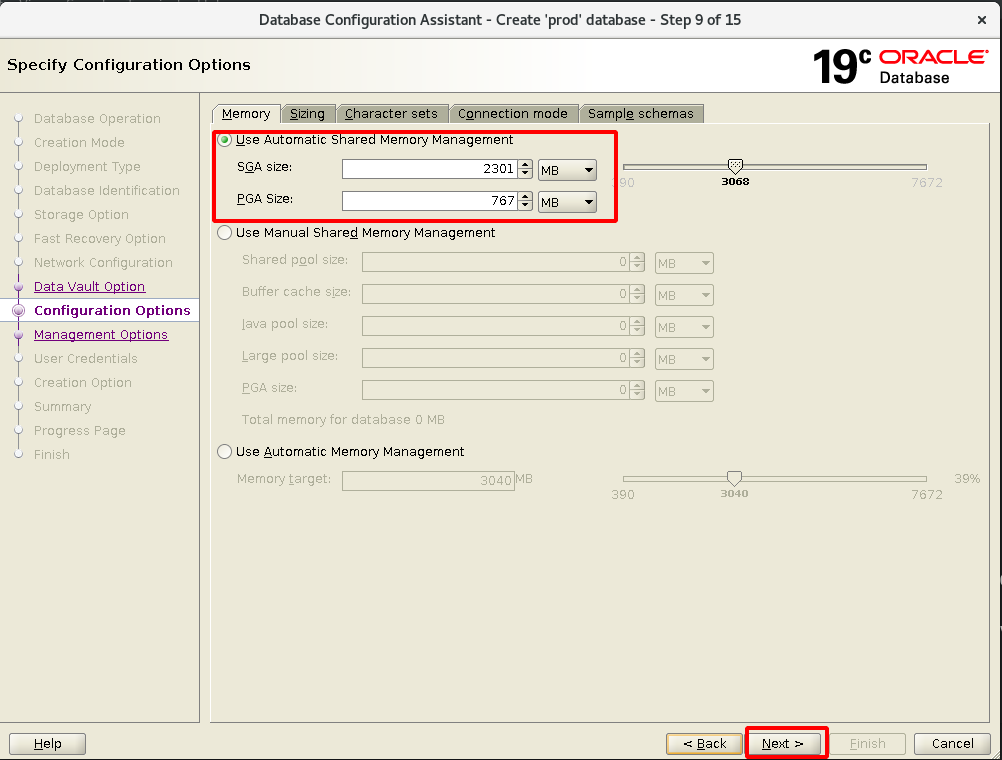 Database Configuration Assistant - Create 'prod' database - Step 9 of 15
Specify Configuration Options
19c ORACLE
Database
Database Operation
Creation Mode
Deployment Type
Database Identification
Storage Option
Fast Recovery Option
Network Configuration
Data Vault Option
Configuration Options
Management Options
User Credentials
Creation Option
Summary
Progress Page
Finish
Memory Sizing Character sets Connection mode Sample schemas
Use Automatic Shared Memory Management
SGA size: 2301 MB
PGA Size: 767 MB
390 3068 7672
Use Manual Shared Memory Management
Shared pool size: 0 MB
Buffer cache size: 0 MB
Java pool size: 0 MB
Large pool size: 0 MB
PGA size: 0 MB
Total memory for database 0 MB
Use Automatic Memory Management
Memory target: 3040 MB 39%
390 3040 7672
Help < Back Next > Finish Cancel